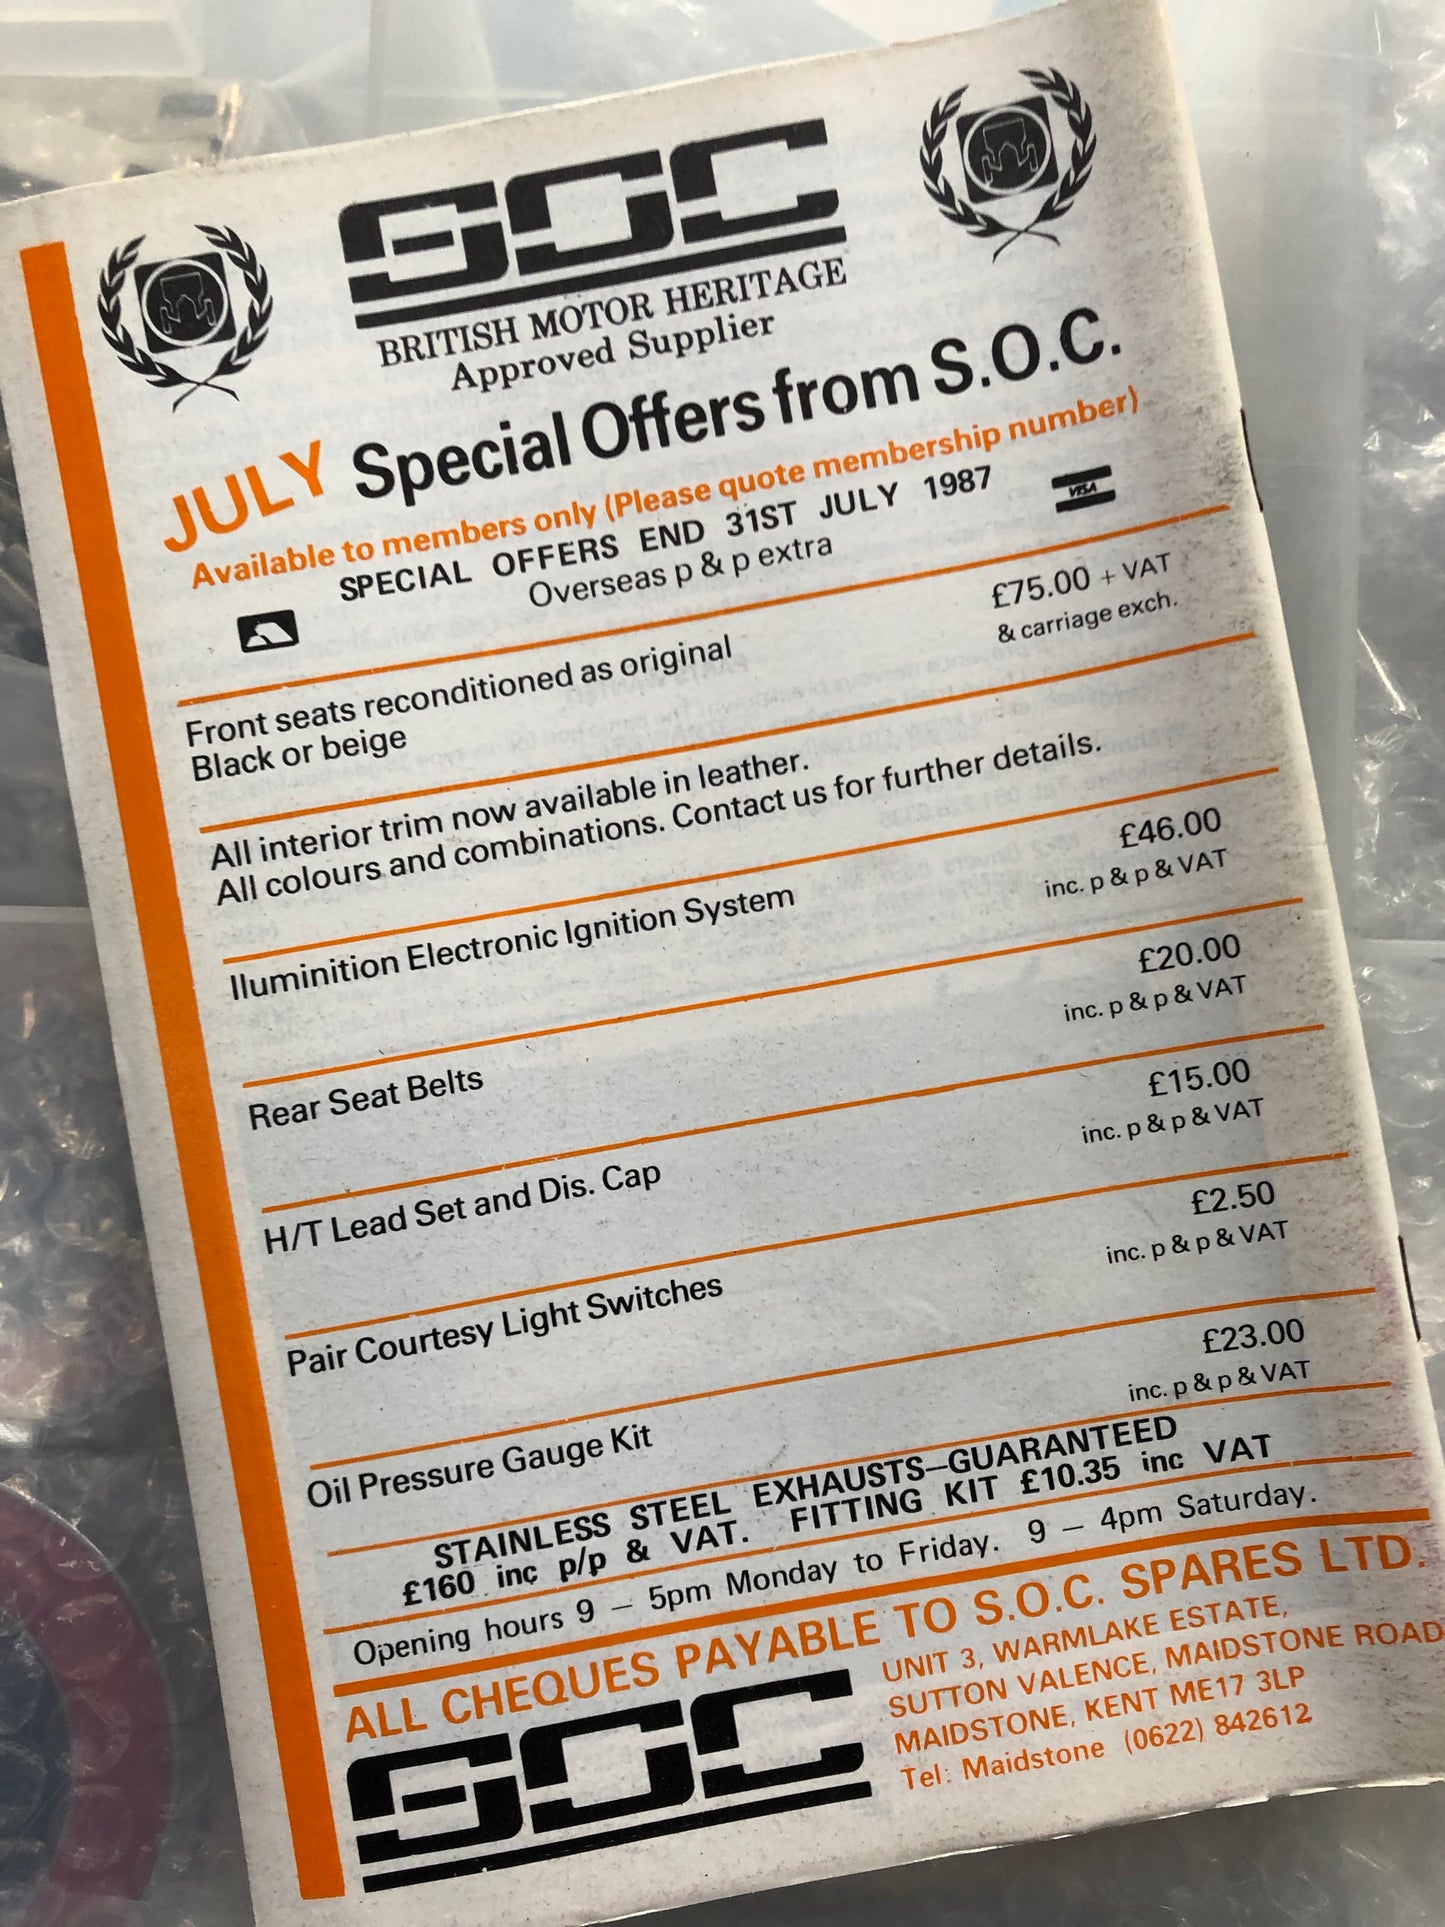 SOC
BRITISH MOTOR HERITAGE
Approved Supplier
JULY Special Offers from S.O.C.
Available to members only (Please quote membership number)
SPECIAL OFFERS END 31ST JULY 1987
VISA
Overseas p & p extra
Front seats reconditioned as original
Black or beige
£75.00 + VAT
& carriage exch.
All interior trim now available in leather.
All colours and combinations. Contact us for further details.
Iluminition Electronic Ignition System
£46.00
inc. p & p & VAT
Rear Seat Belts
£20.00
inc. p & p & VAT
H/T Lead Set and Dis. Cap
£15.00
inc. p & p & VAT
Pair Courtesy Light Switches
£2.50
inc. p & p & VAT
Oil Pressure Gauge Kit
£23.00
inc. p & p & VAT
STAINLESS STEEL EXHAUSTS–GUARANTEED
£160 inc p/p & VAT. FITTING KIT £10.35 inc VAT
Opening hours 9 – 5pm Monday to Friday. 9 – 4pm Saturday.
ALL CHEQUES PAYABLE TO S.O.C. SPARES LTD.
SOC
UNIT 3, WARMLAKE ESTATE,
SUTTON VALENCE, MAIDSTONE ROAD
MAIDSTONE, KENT ME17 3LP
Tel: Maidstone (0622) 842612